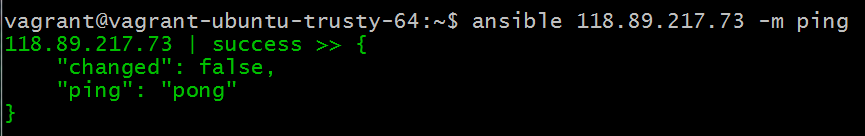 vagrant@vagrant-ubuntu-trusty-64:~$ ansible 118.89.217.73 -m ping
118.89.217.73 | success >> {
    "changed": false,
    "ping": "pong"
}